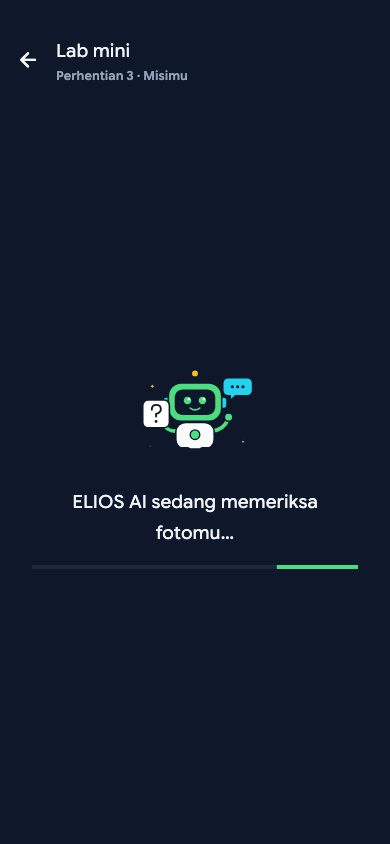 Lab mini
Perhentian 3 · Misimu
?
ELIOS AI sedang memeriksa
fotomu...